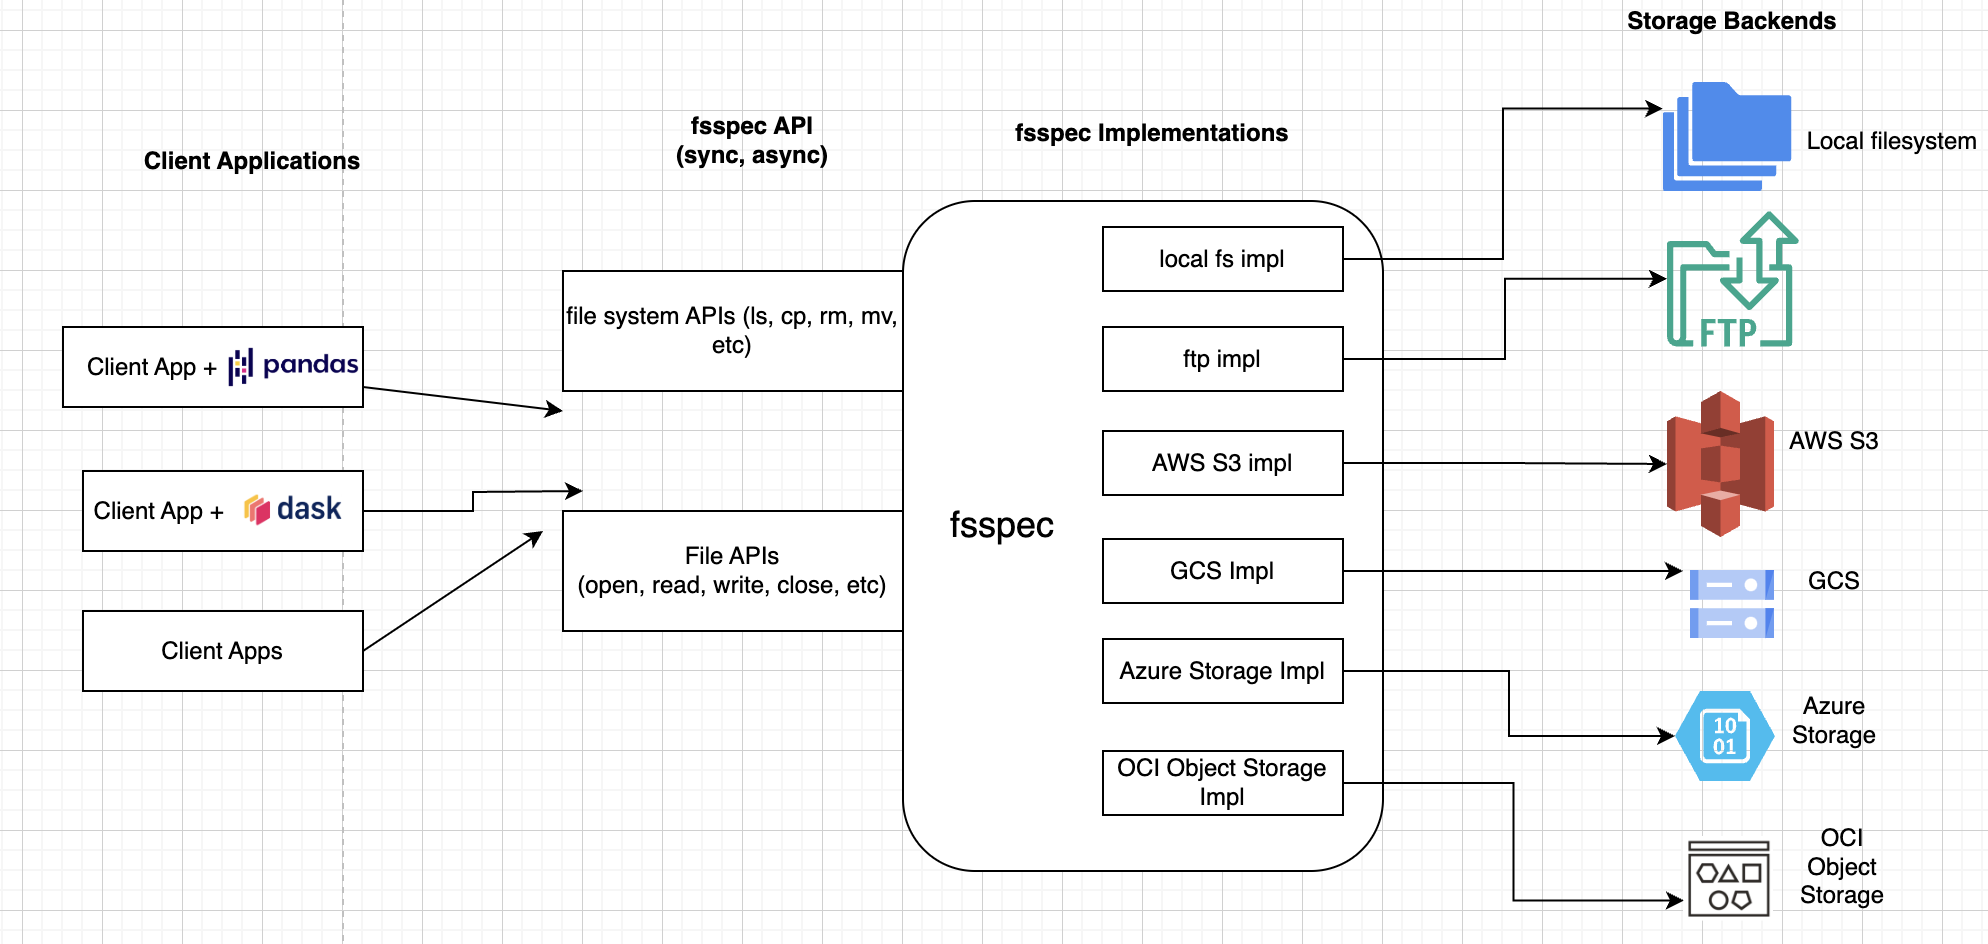 Storage Backends
fsspec API
(sync, async)
fsspec Implementations
Client Applications
Local filesystem
local fs impl
file system APIs (ls, cp, rm, mv,
etc)
FTP
ftp impl
Client App + pandas
AWS S3
AWS S3 impl
Client App + dask
fsspec
File APIs
(open, read, write, close, etc)
GCS Impl
GCS
Client Apps
Azure Storage Impl
Azure
Storage
10
01
OCI Object Storage
Impl
OCI
Object
Storage